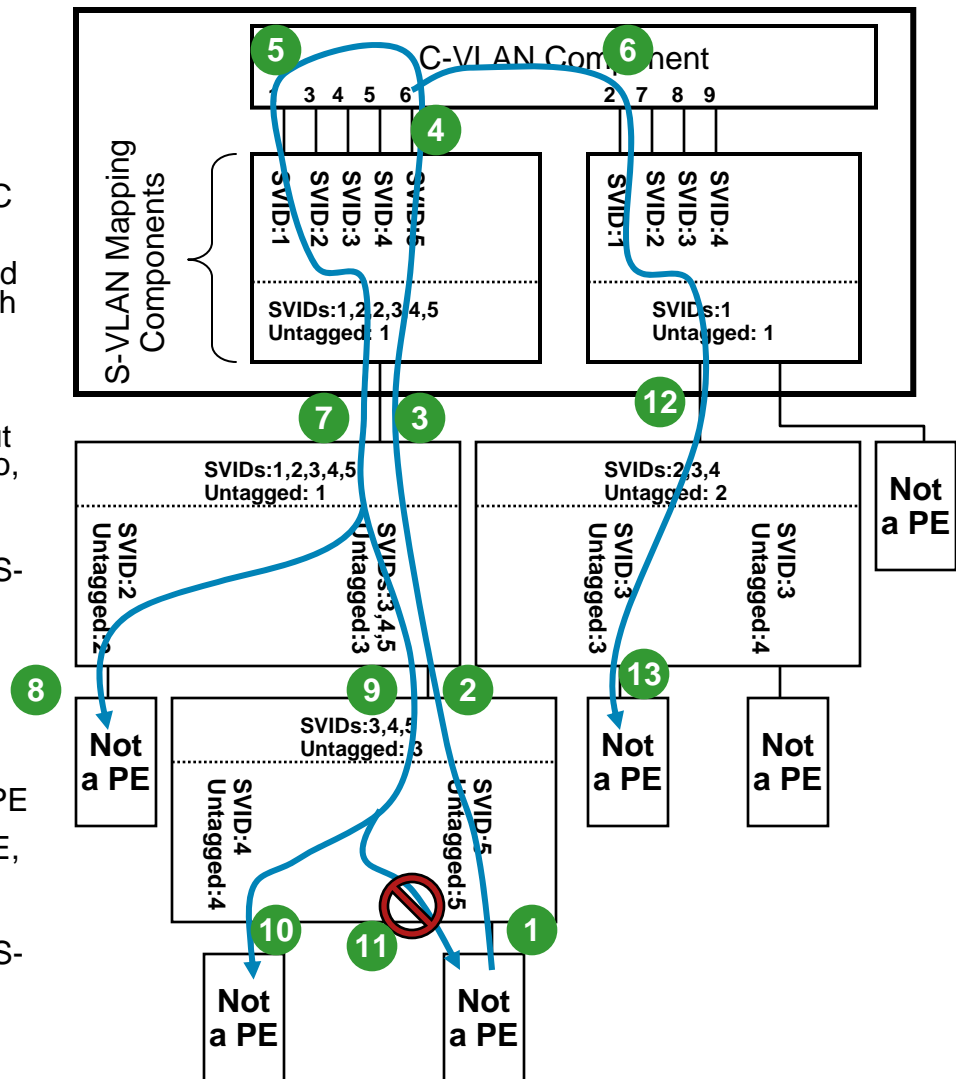 5
6
C-VLAN Component
1 3 4 5 6
2 7 8 9
4
S-VLAN Mapping
Components
SVID:1
SVID:2
SVID:3
SVID:4
SVID:5
SVID:1
SVID:2
SVID:3
SVID:4
C
d
h
SVIDs:1,2,2,3,4,5
Untagged: 1
SVIDs:1
Untagged: 1
7
3
12
ut
o,
SVIDs:1,2,3,4,5
Untagged: 1
SVIDs:2,3,4
Untagged: 2
Not
a PE
S-
SVID:2
Untagged:2
SVIDs:3,4,5
Untagged:3
SVID:3
Untagged:3
SVID:3
Untagged:4
8
9
2
13
Not
a PE
SVIDs:3,4,5
Untagged: 3
Not
a PE
Not
a PE
PE
E,
SVID:4
Untagged:4
SVID:5
Untagged:5
S-
10
11
1
Not
a PE
Not
a PE